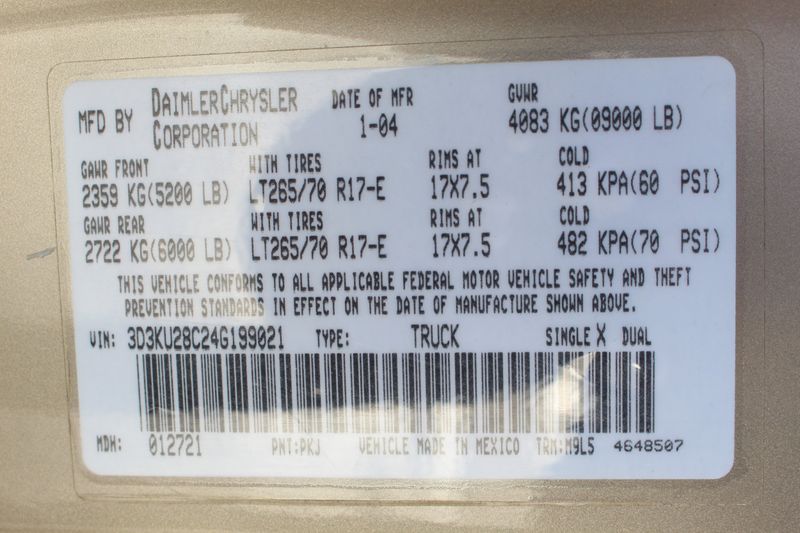 MFD BY DAIMLERCHRYSLER CORPORATION DATE OF MFR 1-04 GVWR 4083 KG(09000 LB)
GAWR FRONT WITH TIRES RIMS AT COLD
2359 KG(5200 LB) LT265/70 R17-E 17X7.5 413 KPA(60 PSI)
GAWR REAR WITH TIRES RIMS AT COLD
2722 KG(6000 LB) LT265/70 R17-E 17X7.5 482 KPA(70 PSI)
THIS VEHICLE CONFORMS TO ALL APPLICABLE FEDERAL MOTOR VEHICLE SAFETY AND THEFT
PREVENTION STANDARDS IN EFFECT ON THE DATE OF MANUFACTURE SHOWN ABOVE.
VIN: 3D3KU28C24G199021 TYPE: TRUCK SINGLE X DUAL
MDH: 012721 PNT:PKJ VEHICLE MADE IN MEXICO TRM:M9L5 4648507